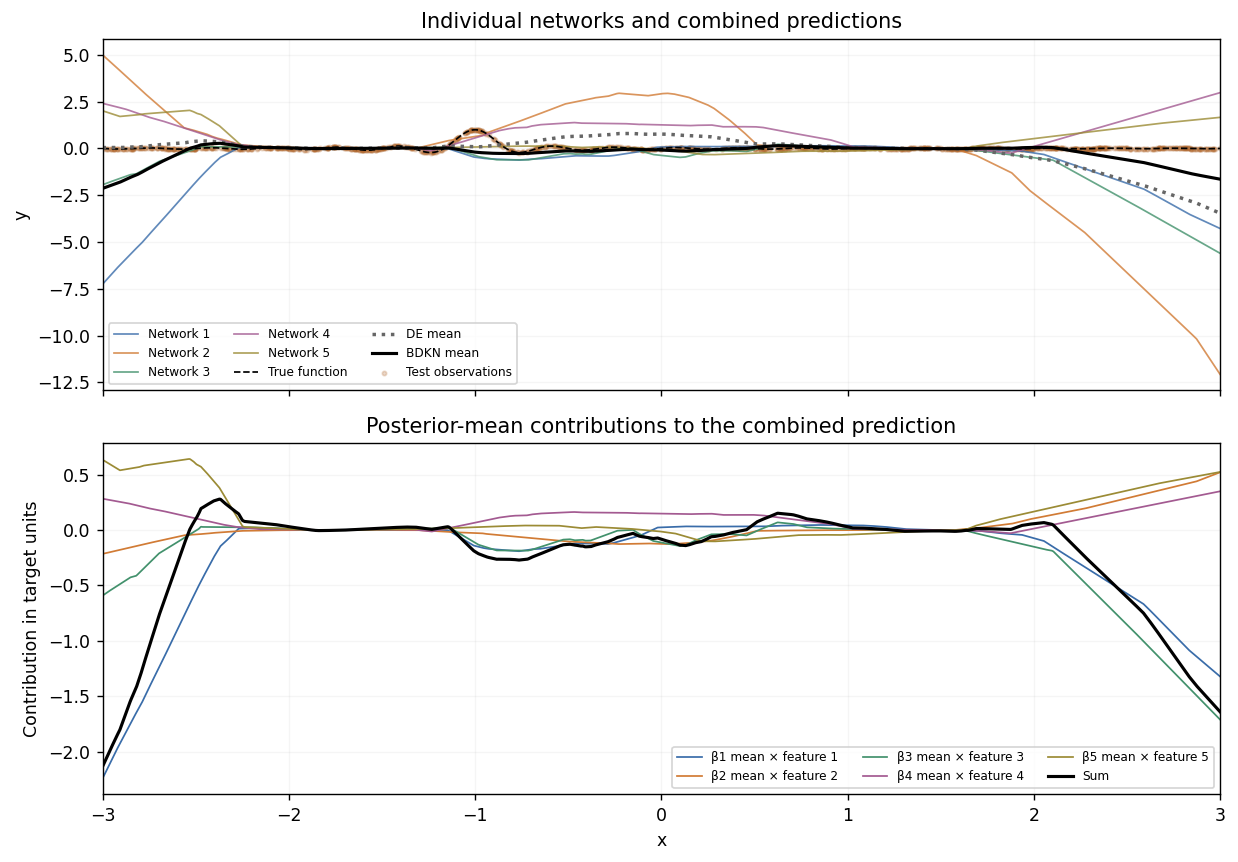 Individual networks and combined predictions
5.0
2.5
0.0
−2.5
−5.0
−7.5
−10.0
−12.5
y
Network 1 Network 4 DE mean
Network 2 Network 5 BDKN mean
Network 3 True function Test observations
Posterior-mean contributions to the combined prediction
0.5
0.0
−0.5
−1.0
−1.5
−2.0
Contribution in target units
β1 mean × feature 1 β3 mean × feature 3 β5 mean × feature 5
β2 mean × feature 2 β4 mean × feature 4 Sum
−3 −2 −1 0 1 2 3
x